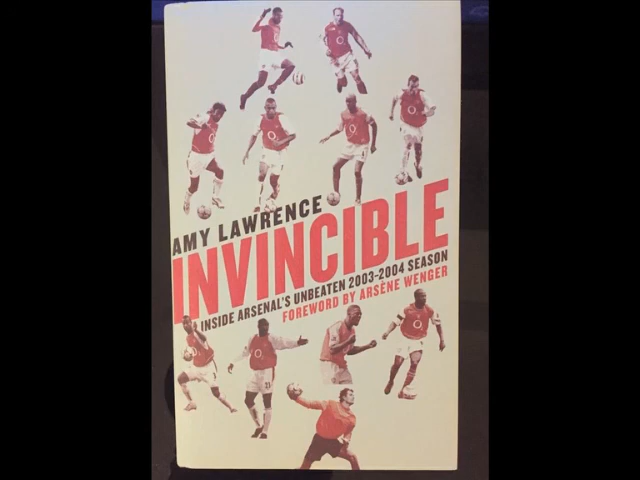 AMY LAWRENCE
INVINCIBLE
INSIDE ARSENAL'S UNBEATEN 2003-2004 SEASON
FOREWORD BY ARSÈNE WENGER